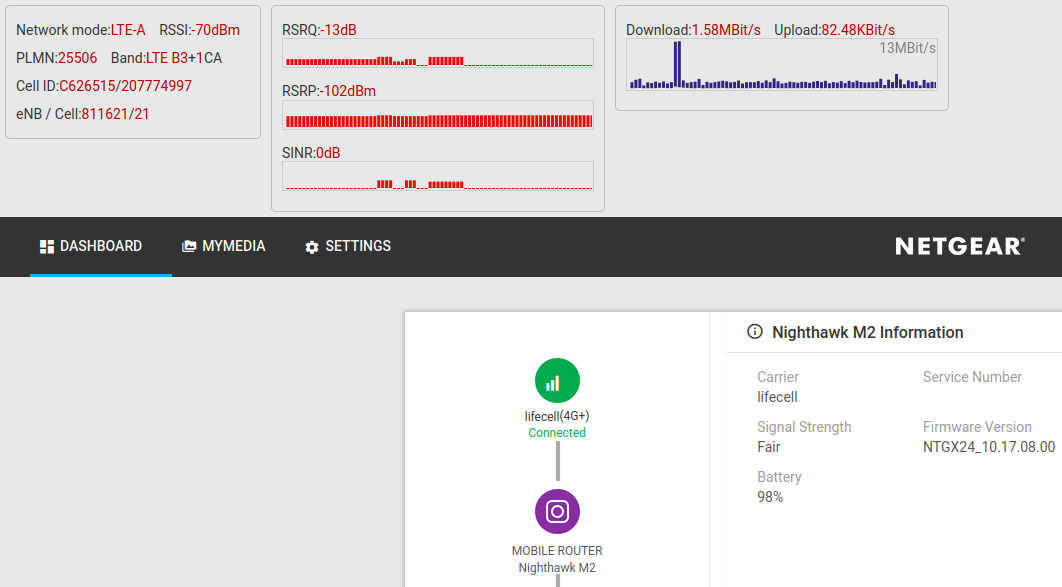 Network mode:LTE-A RSSI:-70dBm
PLMN:25506 Band:LTE B3+1CA
Cell ID:C626515/207774997
eNB / Cell:811621/21
RSRQ:-13dB
RSRP:-102dBm
SINR:0dB
Download:1.58MBit/s Upload:82.48KBit/s
13MBit/s
DASHBOARD MYMEDIA SETTINGS NETGEAR®
lifecell(4G+)
Connected
MOBILE ROUTER
Nighthawk M2
Nighthawk M2 Information
Carrier Service Number
lifecell
Signal Strength Firmware Version
Fair NTGX24_10.17.08.00
Battery
98%